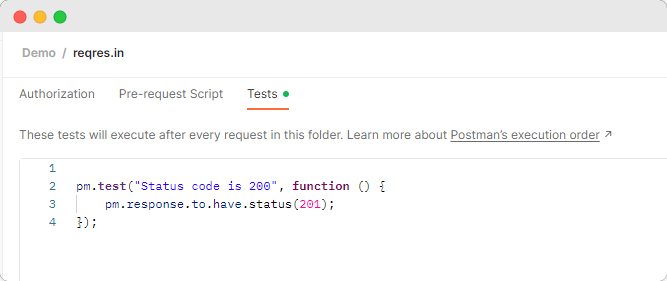 Demo / reqres.in
Authorization Pre-request Script Tests
These tests will execute after every request in this folder. Learn more about Postman's execution order ↗
1
2 pm.test("Status code is 200", function () {
3 pm.response.to.have.status(201);
4 });